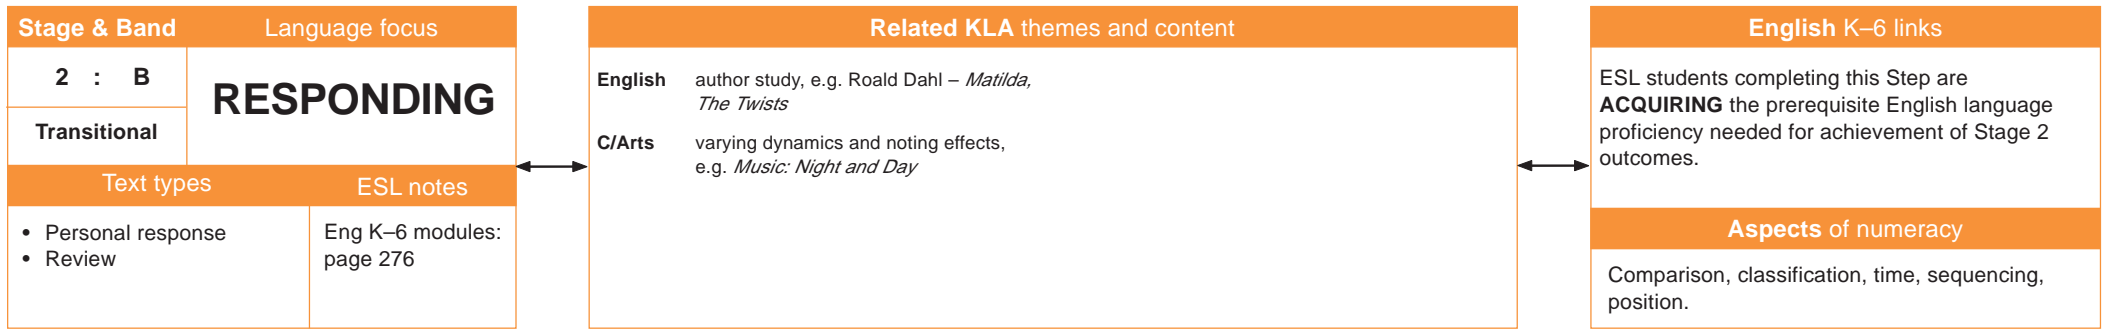 Stage & Band
Language focus
2 : B
Transitional
RESPONDING
Text types
ESL notes
• Personal response
• Review
Eng K–6 modules:
page 276
Related KLA themes and content
English author study, e.g. Roald Dahl – Matilda,
The Twists
C/Arts varying dynamics and noting effects,
e.g. Music: Night and Day
English K–6 links
ESL students completing this Step are
ACQUIRING the prerequisite English language
proficiency needed for achievement of Stage 2
outcomes.
Aspects of numeracy
Comparison, classification, time, sequencing,
position.